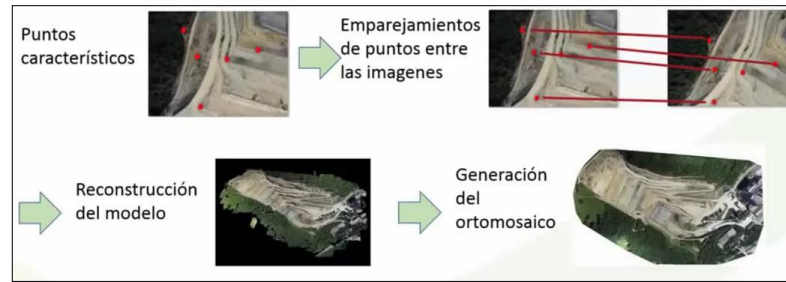 Puntos
característicos
Emparejamientos
de puntos entre
las imagenes
Reconstrucción
del modelo
Generación
del
ortomosaico